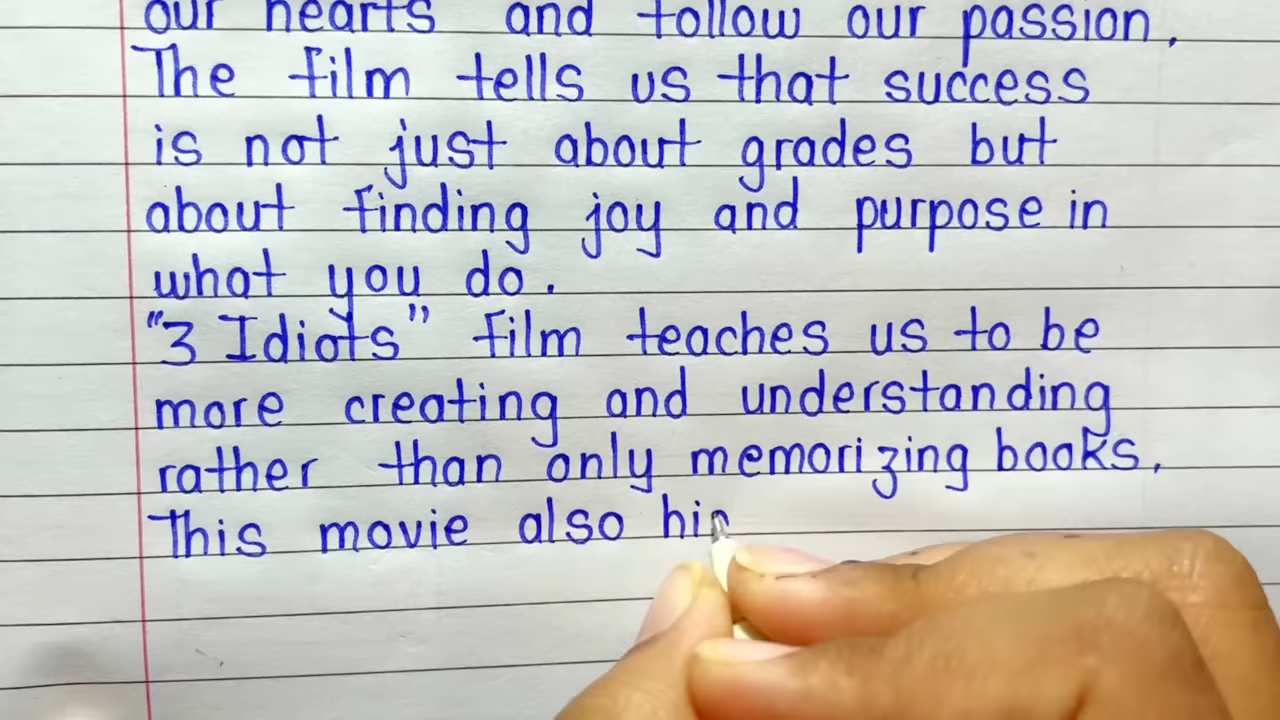 our hearts and follow our passion.
The film tells us that success
is not just about grades but
about finding joy and purpose in
what you do.
"3 Idiots" film teaches us to be
more creating and understanding
rather than only memorizing books.
This movie also